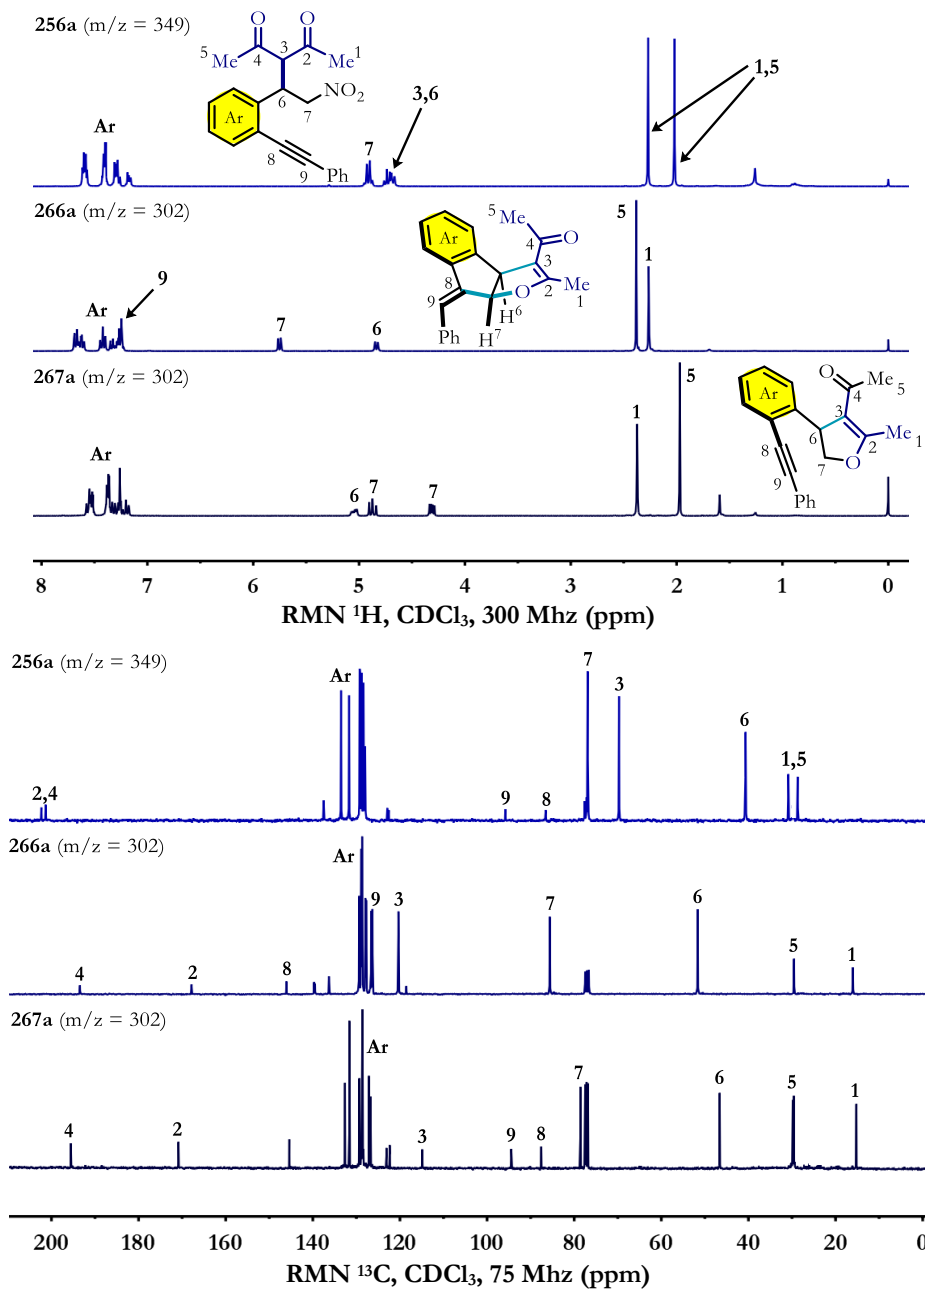 256a (m/z = 349)
O O
5 Me 4 3 2 Me 1
6 7 NO2
Ar
8 9 Ph
Ar
7
3,6
1,5
266a (m/z = 302)
5 Me 4 O
Ar
3
8 O 2 Me 1
9 H6
Ph H7
Ar
9
7
6
5
1
267a (m/z = 302)
O Me 5
Ar 4
3
6 2 Me 1
8 7 O
9
Ph
Ar
6
7
7
1
5
8 7 6 5 4 3 2 1 0
RMN ¹H, CDCl₃, 300 Mhz (ppm)
256a (m/z = 349)
2,4
Ar
9
8
7
3
6
1,5
266a (m/z = 302)
4
2
8
Ar
9
3
7
6
5
1
267a (m/z = 302)
4
2
Ar
3
9
8
7
6
5
1
200 180 160 140 120 100 80 60 40 20 0
RMN ¹³C, CDCl₃, 75 Mhz (ppm)